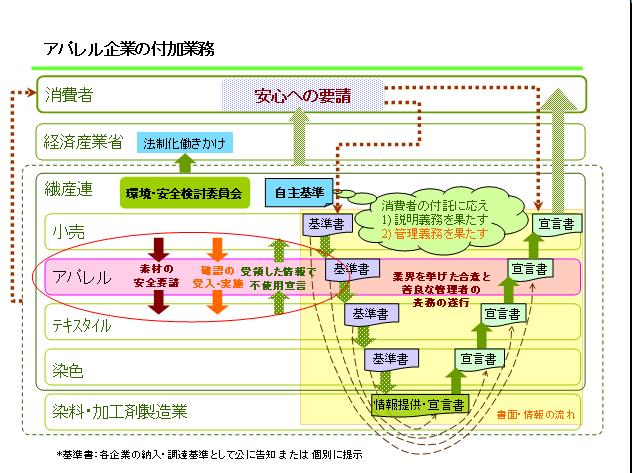 アパレル企業の付加業務
消費者
安心への要請
経済産業省
法制化働きかけ
繊産連
環境・安全検討委員会
自主基準
消費者の付託に応え
1) 説明義務を果たす
2) 管理義務を果たす
小売
基準書
宣言書
アパレル
素材の
安全要請
確認の
受入・実施
受領した情報で
不使用宣言
基準書
業界を挙げた合意と
善良な管理者の
責務の遂行
宣言書
テキスタイル
基準書
宣言書
染色
基準書
宣言書
染料・加工剤製造業
情報提供・宣言書
書面・情報の流れ
*基準書：各企業の納入・調達基準として公に告知 または 個別に提示